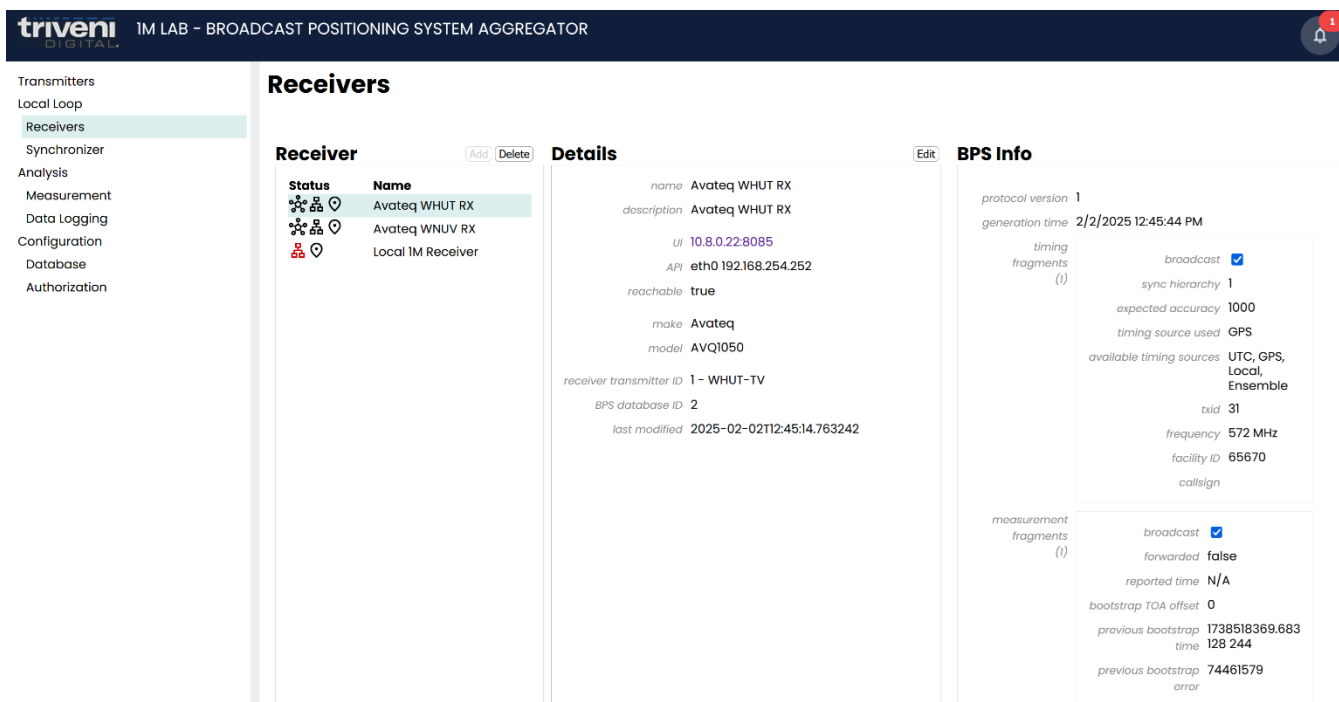 triveni
DIGITAL.
1M LAB - BROADCAST POSITIONING SYSTEM AGGREGATOR
1
Transmitters
Local Loop
Receivers
Synchronizer
Analysis
Measurement
Data Logging
Configuration
Database
Authorization
Receivers
Receiver
Add
Delete
Status Name
Avateq WHUT RX
Avateq WNUV RX
Local 1M Receiver
Details
Edit
name Avateq WHUT RX
description Avateq WHUT RX
UI 10.8.0.22:8085
API eth0 192.168.254.252
reachable true
make Avateq
model AVQ1050
receiver transmitter ID 1 - WHUT-TV
BPS database ID 2
last modified 2025-02-02T12:45:14.763242
BPS Info
protocol version 1
generation time 2/2/2025 12:45:44 PM
timing
fragments
(1)
broadcast
sync hierarchy 1
expected accuracy 1000
timing source used GPS
available timing sources UTC, GPS,
Local,
Ensemble
txid 31
frequency 572 MHz
facility ID 65670
callsign
measurement
fragments
(1)
broadcast
forwarded false
reported time N/A
bootstrap TOA offset 0
previous bootstrap 1738518369.683
time 128 244
previous bootstrap 74461579
error